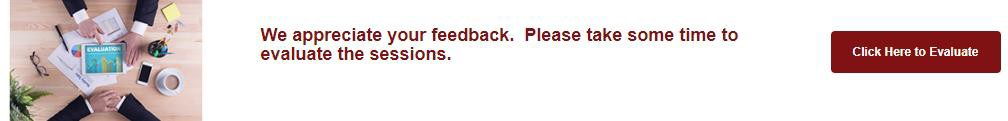 EVALUATION
We appreciate your feedback.  Please take some time to
evaluate the sessions.
Click Here to Evaluate